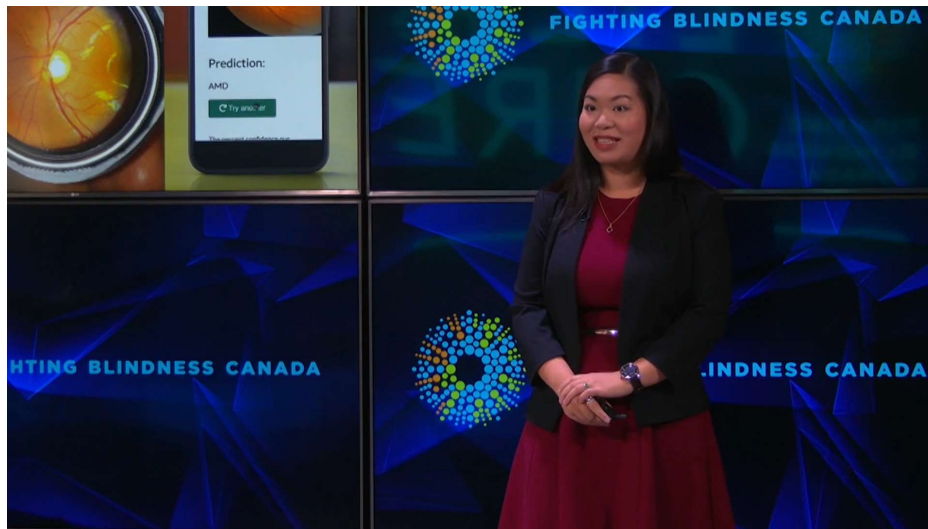 Prediction:
AMD
Try another
FIGHTING BLINDNESS CANADA
HTING BLINDNESS CANADA
LINDNESS CANADA